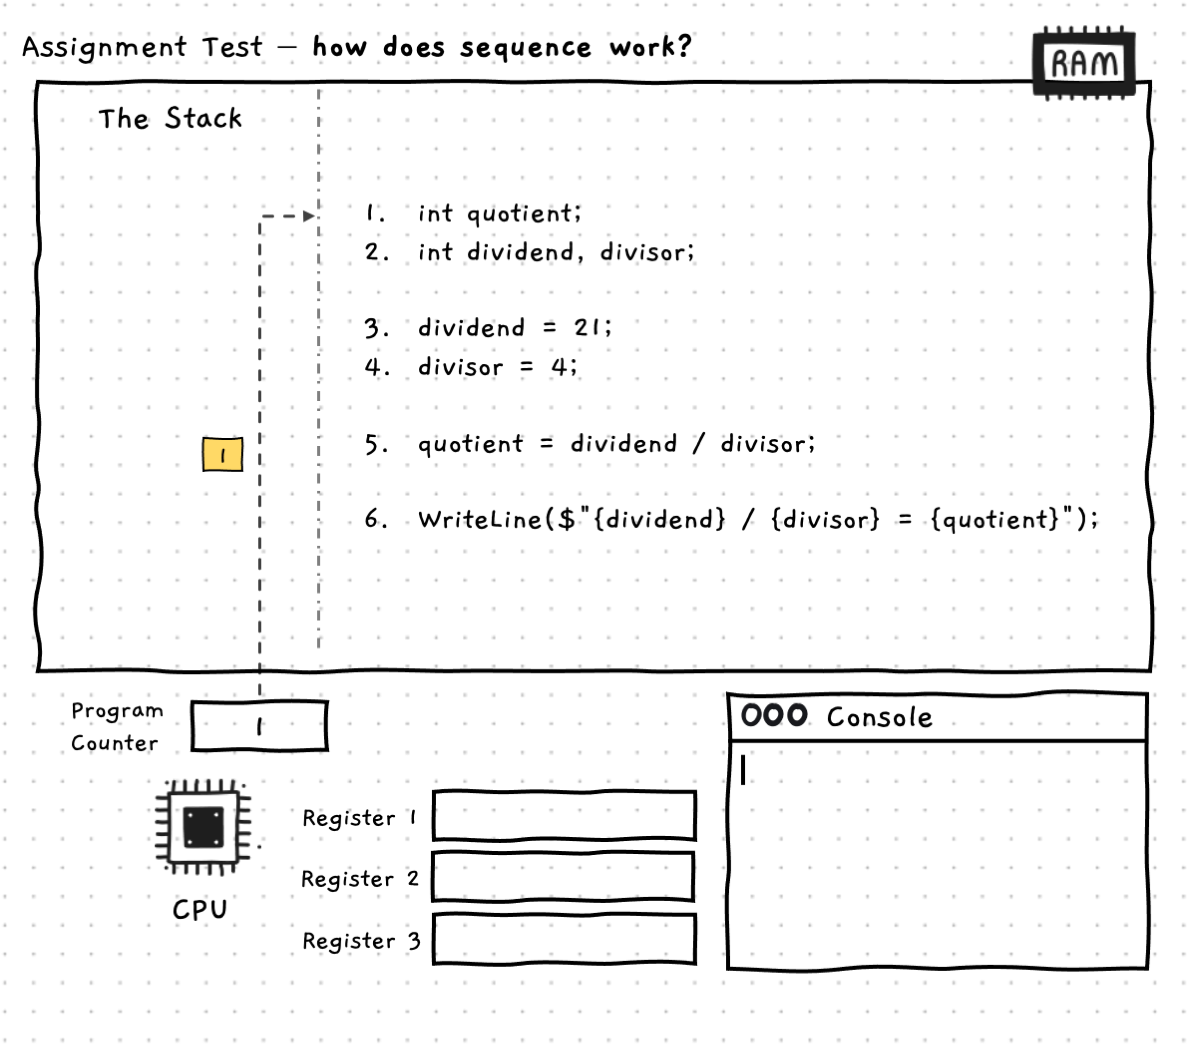 Assignment Test – how does sequence work?
RAM
The Stack
1. int quotient;
2. int dividend, divisor;
3. dividend = 21;
4. divisor = 4;
1
5. quotient = dividend / divisor;
6. WriteLine($"{dividend} / {divisor} = {quotient}");
Program
Counter
1
Console
Register 1
Register 2
CPU
Register 3